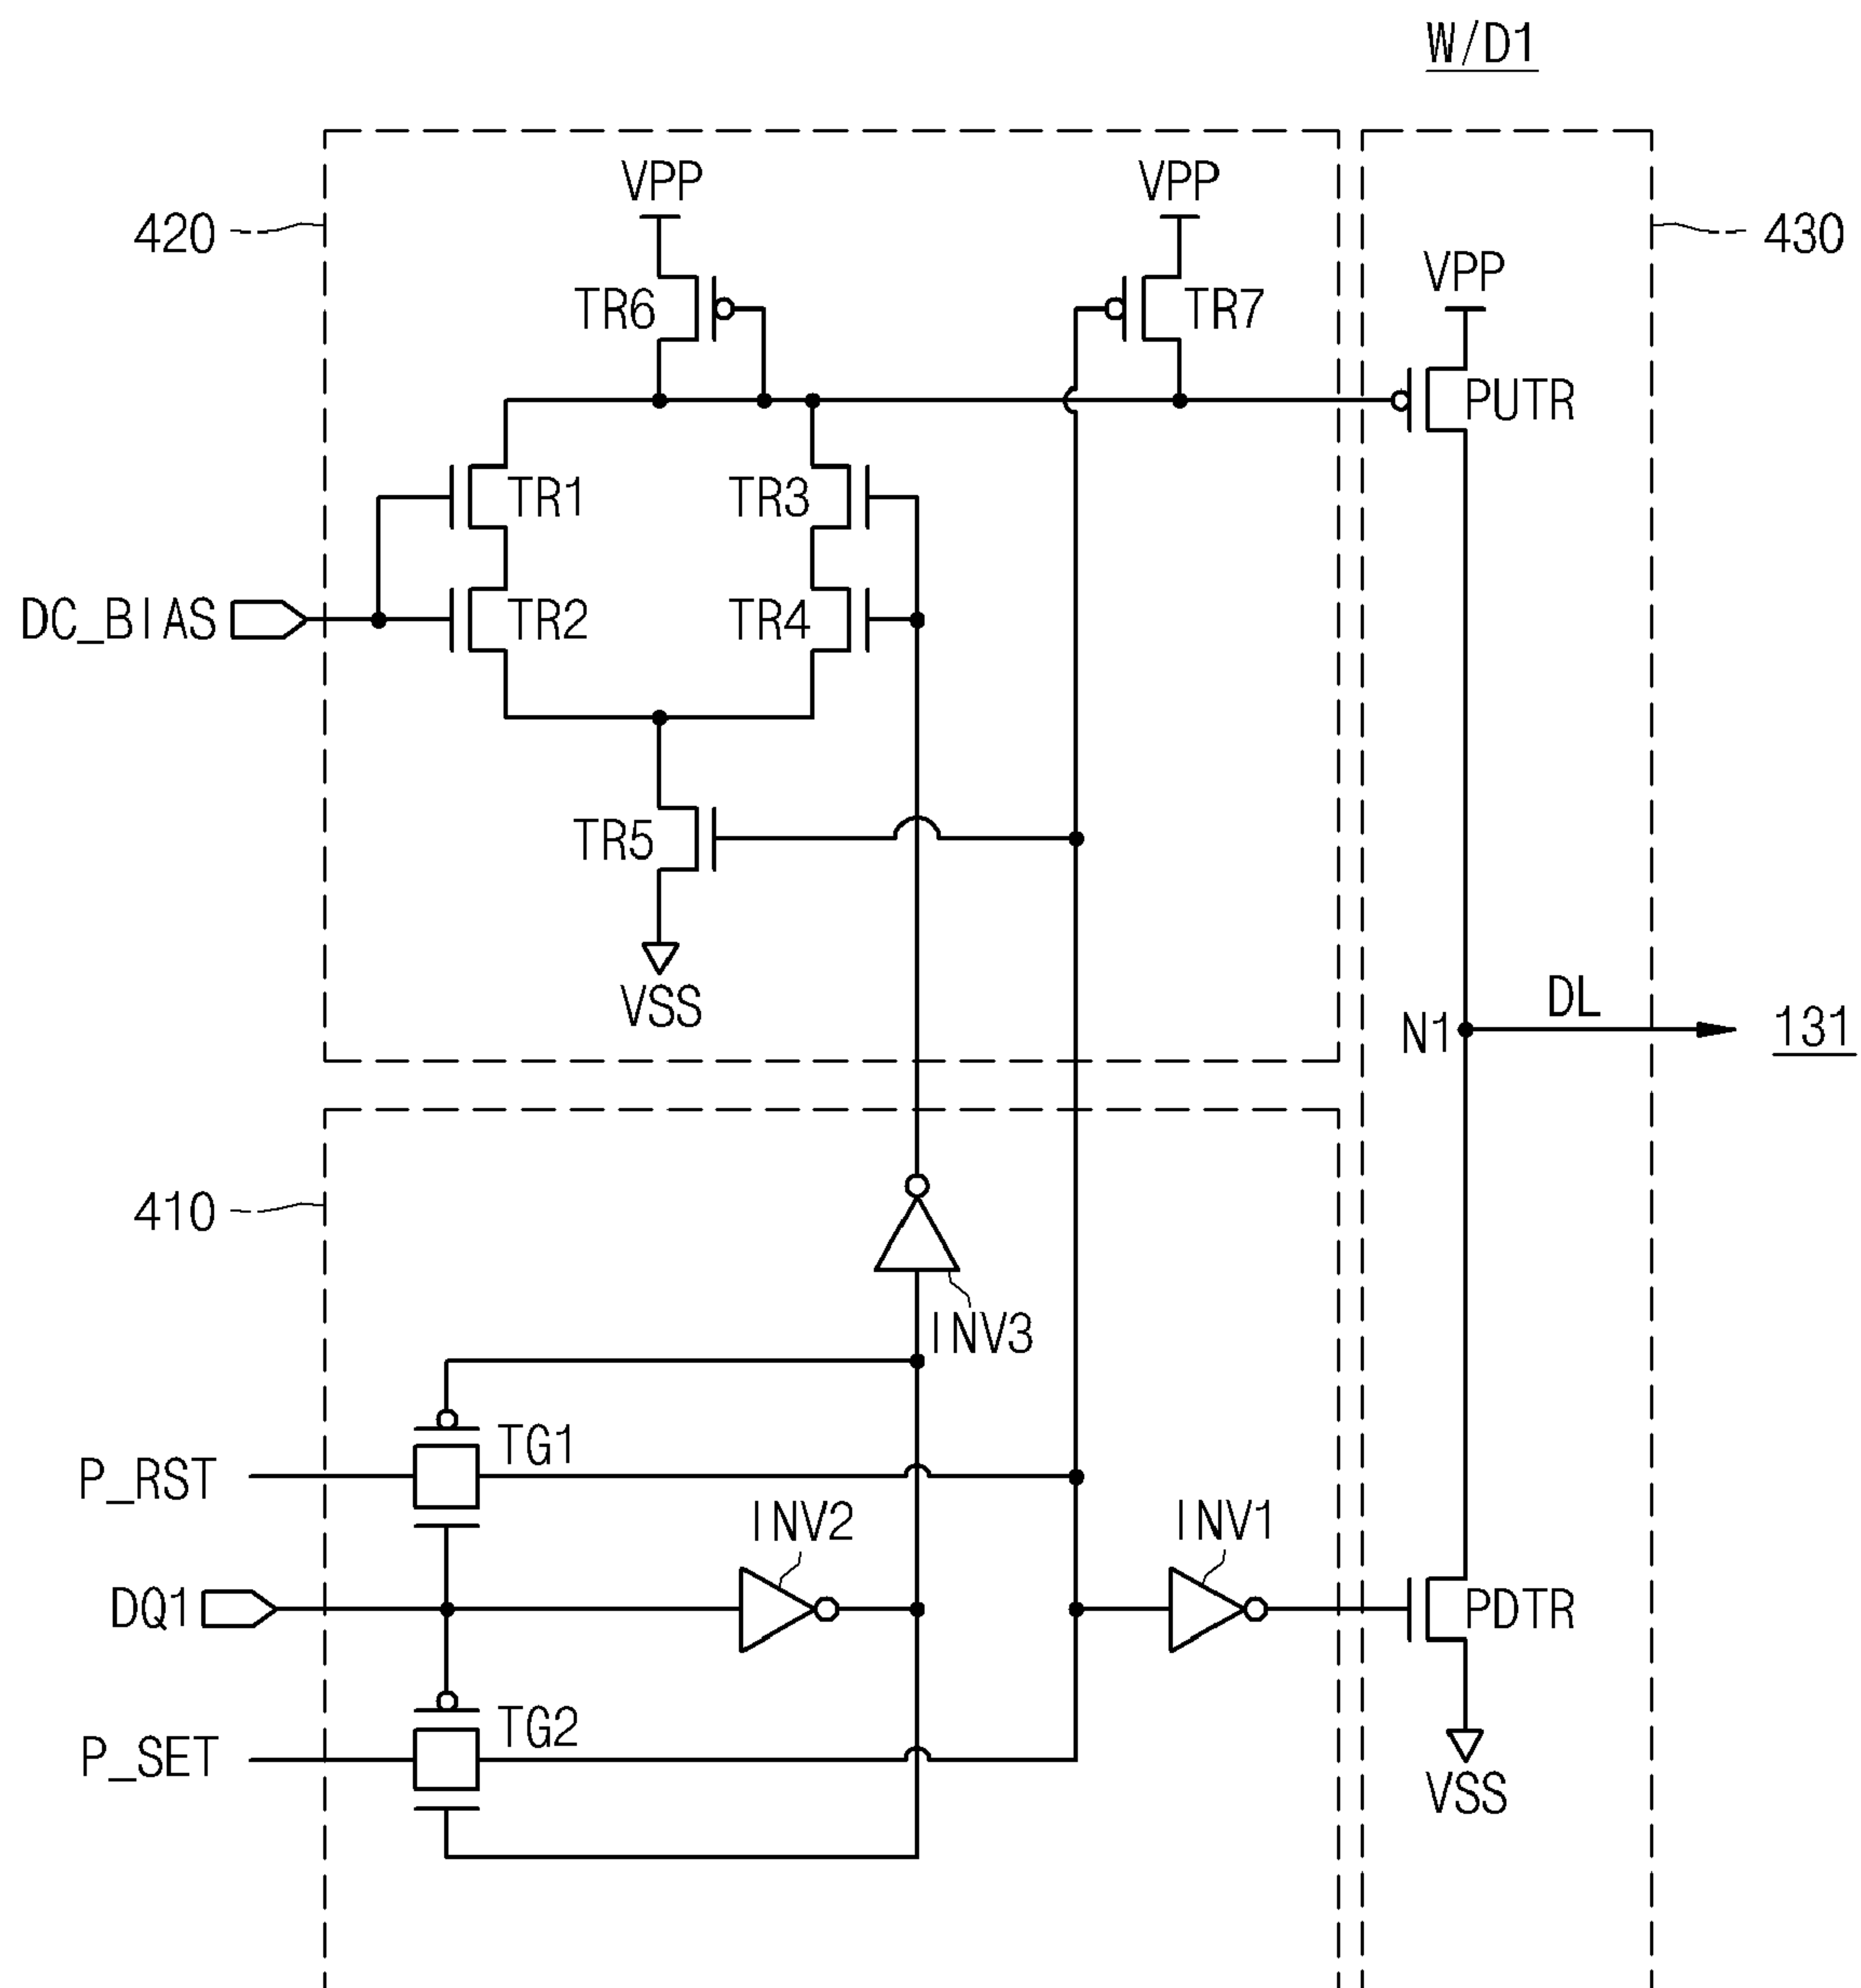 W/D1
VPP
VPP
420
430
VPP
TR6
TR7
PUTR
TR1
TR3
DC_BIAS
TR2
TR4
TR5
VSS
DL
N1
131
410
INV3
TG1
P_RST
INV2
INV1
DQ1
PDTR
TG2
P_SET
VSS